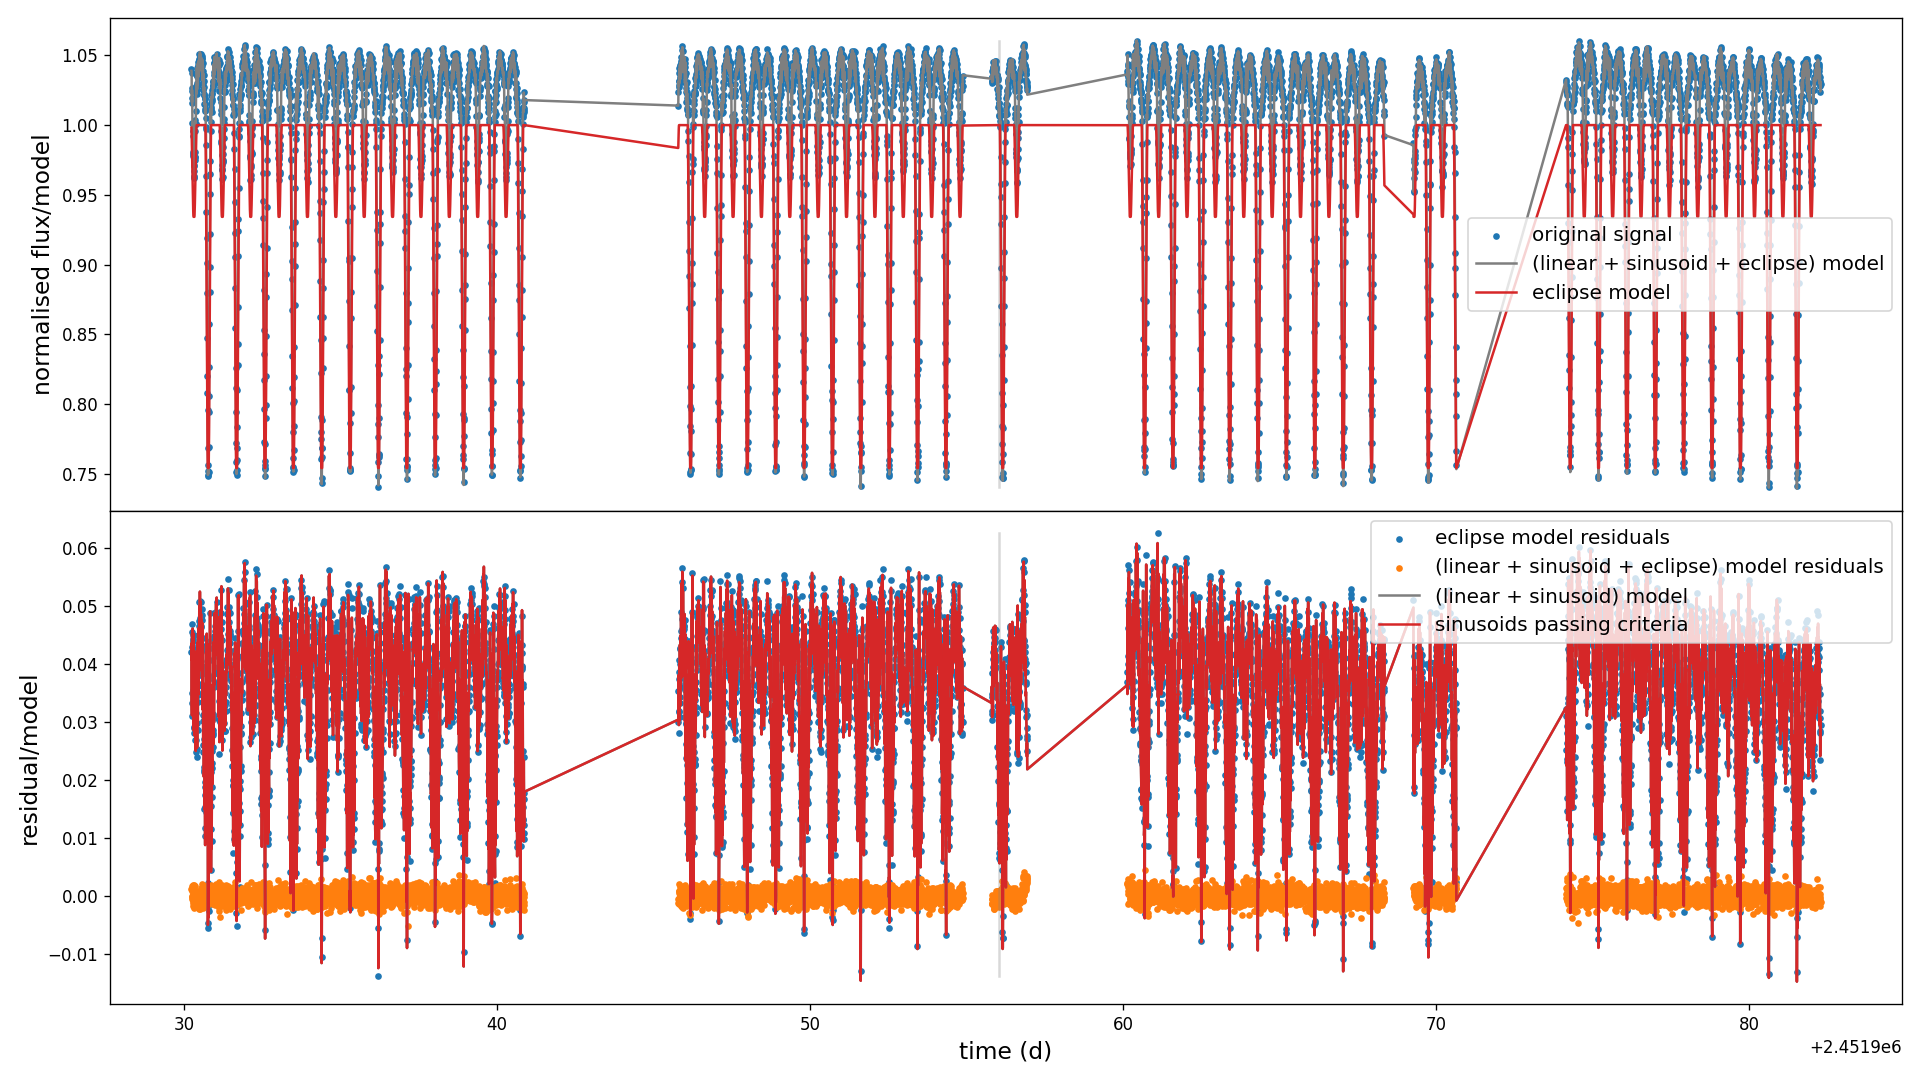 normalised flux/model
1.05
1.00
0.95
0.90
0.85
0.80
0.75
original signal
(linear + sinusoid + eclipse) model
eclipse model
residual/model
0.06
0.05
0.04
0.03
0.02
0.01
0.00
−0.01
eclipse model residuals
(linear + sinusoid + eclipse) model residuals
(linear + sinusoid) model
sinusoids passing criteria
30
40
50
60
70
80
time (d)
+2.4519e6